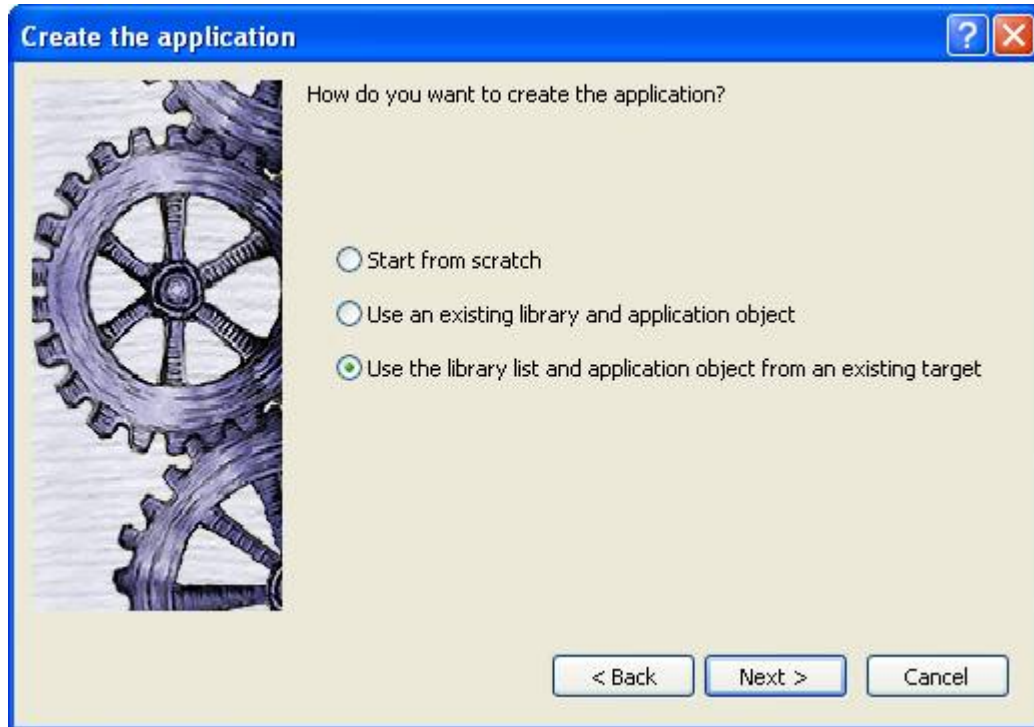 Create the application
How do you want to create the application?
Start from scratch
Use an existing library and application object
Use the library list and application object from an existing target
< Back
Next >
Cancel